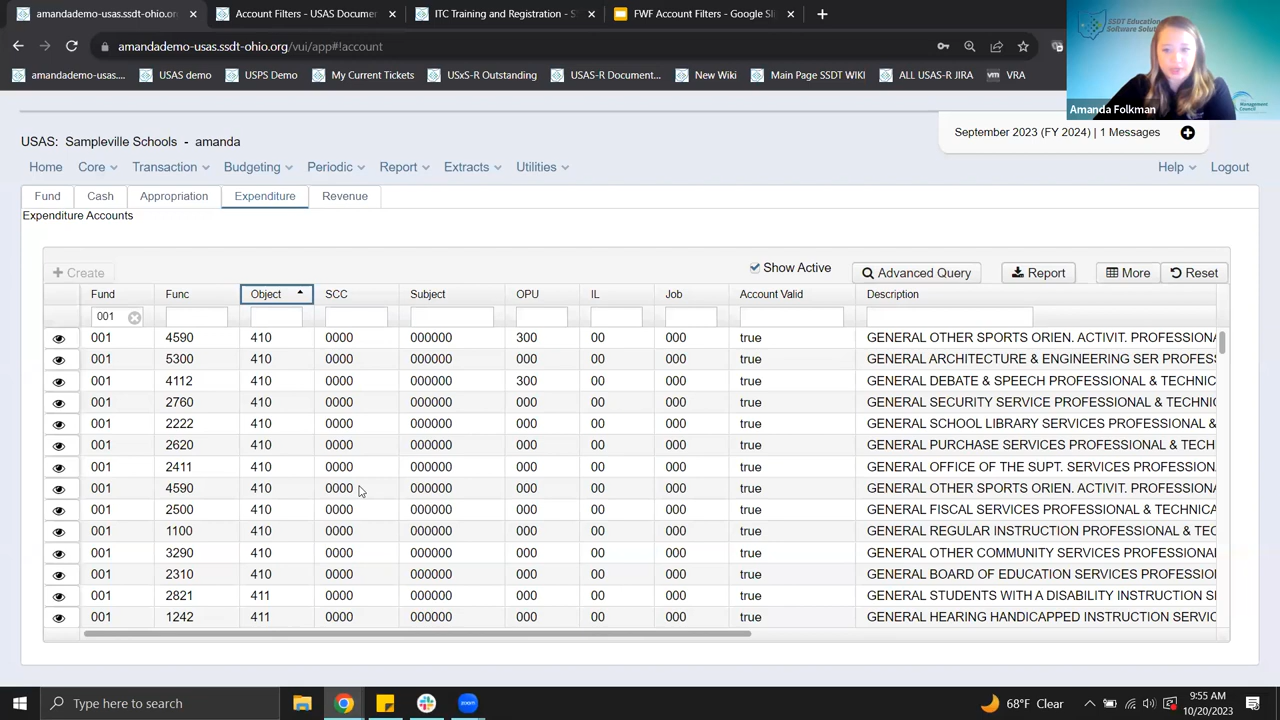 amandademo-usas.ssdt-ohio.or
Account Filters - USAS Documen
ITC Training and Registration - S
FWF Account Filters - Google Sli
amandademo-usas.ssdt-ohio.org/vui/app#!account
amandademo-usas....
USAS demo
USPS Demo
My Current Tickets
USxS-R Outstanding
USAS-R Document...
New Wiki
Main Page SSDT WIKI
ALL USAS-R JIRA
vm VRA
SSDT Educa
Software Solu
Management
Council
Amanda Folkman
USAS: Sampleville Schools - amanda
September 2023 (FY 2024) | 1 Messages
Home Core Transaction Budgeting Periodic Report Extracts Utilities Help Logout
Fund Cash Appropriation Expenditure Revenue
Expenditure Accounts
Create Show Active Advanced Query Report More Reset
Fund Func Object SCC Subject OPU IL Job Account Valid Description
001
001 4590 410 0000 000000 300 00 000 true GENERAL OTHER SPORTS ORIEN. ACTIVIT. PROFESSIONA
001 5300 410 0000 000000 000 00 000 true GENERAL ARCHITECTURE & ENGINEERING SER PROFES
001 4112 410 0000 000000 300 00 000 true GENERAL DEBATE & SPEECH PROFESSIONAL & TECHNIC
001 2760 410 0000 000000 000 00 000 true GENERAL SECURITY SERVICE PROFESSIONAL & TECHNI
001 2222 410 0000 000000 000 00 000 true GENERAL SCHOOL LIBRARY SERVICES PROFESSIONAL &
001 2620 410 0000 000000 000 00 000 true GENERAL PURCHASE SERVICES PROFESSIONAL & TECH
001 2411 410 0000 000000 000 00 000 true GENERAL OFFICE OF THE SUPT. SERVICES PROFESSION.
001 4590 410 0000 000000 000 00 000 true GENERAL OTHER SPORTS ORIEN. ACTIVIT. PROFESSIONA
001 2500 410 0000 000000 000 00 000 true GENERAL FISCAL SERVICES PROFESSIONAL & TECHNICA
001 1100 410 0000 000000 000 00 000 true GENERAL REGULAR INSTRUCTION PROFESSIONAL & TE
001 3290 410 0000 000000 000 00 000 true GENERAL OTHER COMMUNITY SERVICES PROFESSIONAI
001 2310 410 0000 000000 000 00 000 true GENERAL BOARD OF EDUCATION SERVICES PROFESSIO
001 2821 411 0000 000000 000 00 000 true GENERAL STUDENTS WITH A DISABILITY INSTRUCTION SI
001 1242 411 0000 000000 000 00 000 true GENERAL HEARING HANDICAPPED INSTRUCTION SERVIC
Type here to search
zoom
68°F Clear
9:55 AM
10/20/2023